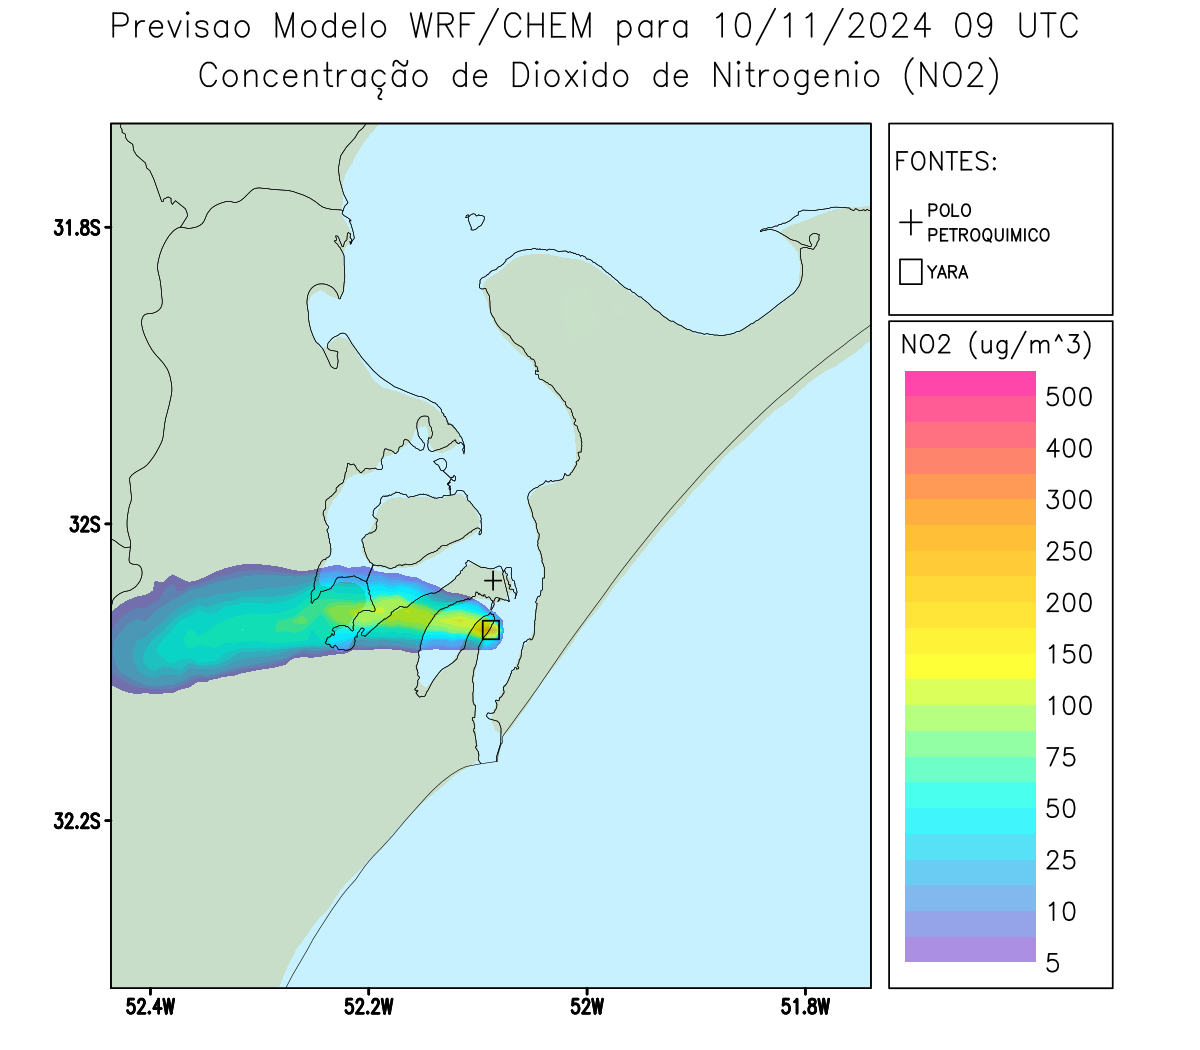 Previsao Modelo WRF/CHEM para 10/11/2024 09 UTC
Concentração de Dioxido de Nitrogenio (NO2)
FONTES:
POLO
PETROQUIMICO
YARA
31.8S
32S
32.2S
52.4W
52.2W
52W
51.8W
NO2 (ug/m^3)
500
400
300
250
200
150
100
75
50
25
10
5